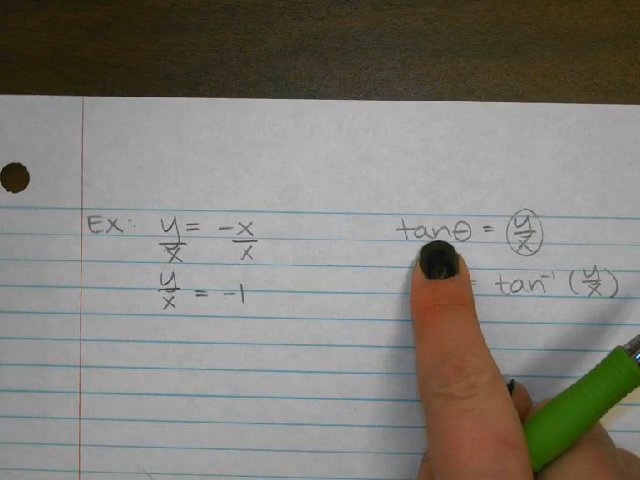 Ex: y/x = -x/x
tanθ = y/x
y/x = -1
= tan⁻¹ (y/x)